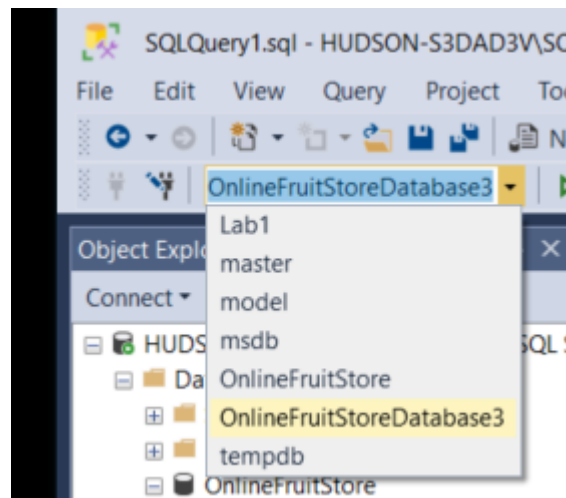 SQLQuery1.sql - HUDSON-S3DAD3V\SQ
File Edit View Query Project To
N
OnlineFruitStoreDatabase3
Object Explo
Lab1
master
Connect
model
HUDS
msdb
SQL S
Da
OnlineFruitStore
OnlineFruitStoreDatabase3
tempdb
OnlineFruitStore